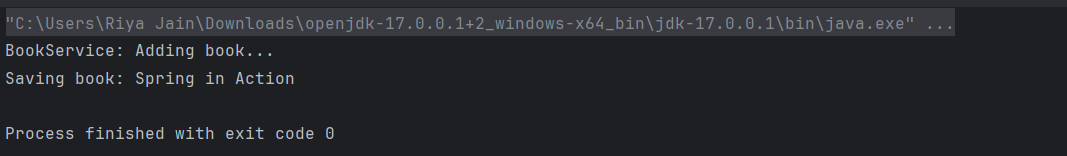 "C:\Users\Riya Jain\Downloads\openjdk-17.0.0.1+2_windows-x64_bin\jdk-17.0.0.1\bin\java.exe" ...
BookService: Adding book...
Saving book: Spring in Action
Process finished with exit code 0